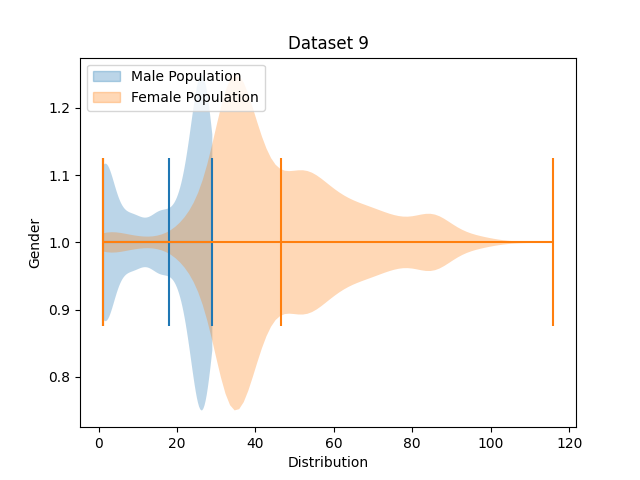 Dataset 9
Male Population
Female Population
1.2
1.1
1.0
0.9
0.8
Gender
0 20 40 60 80 100 120
Distribution